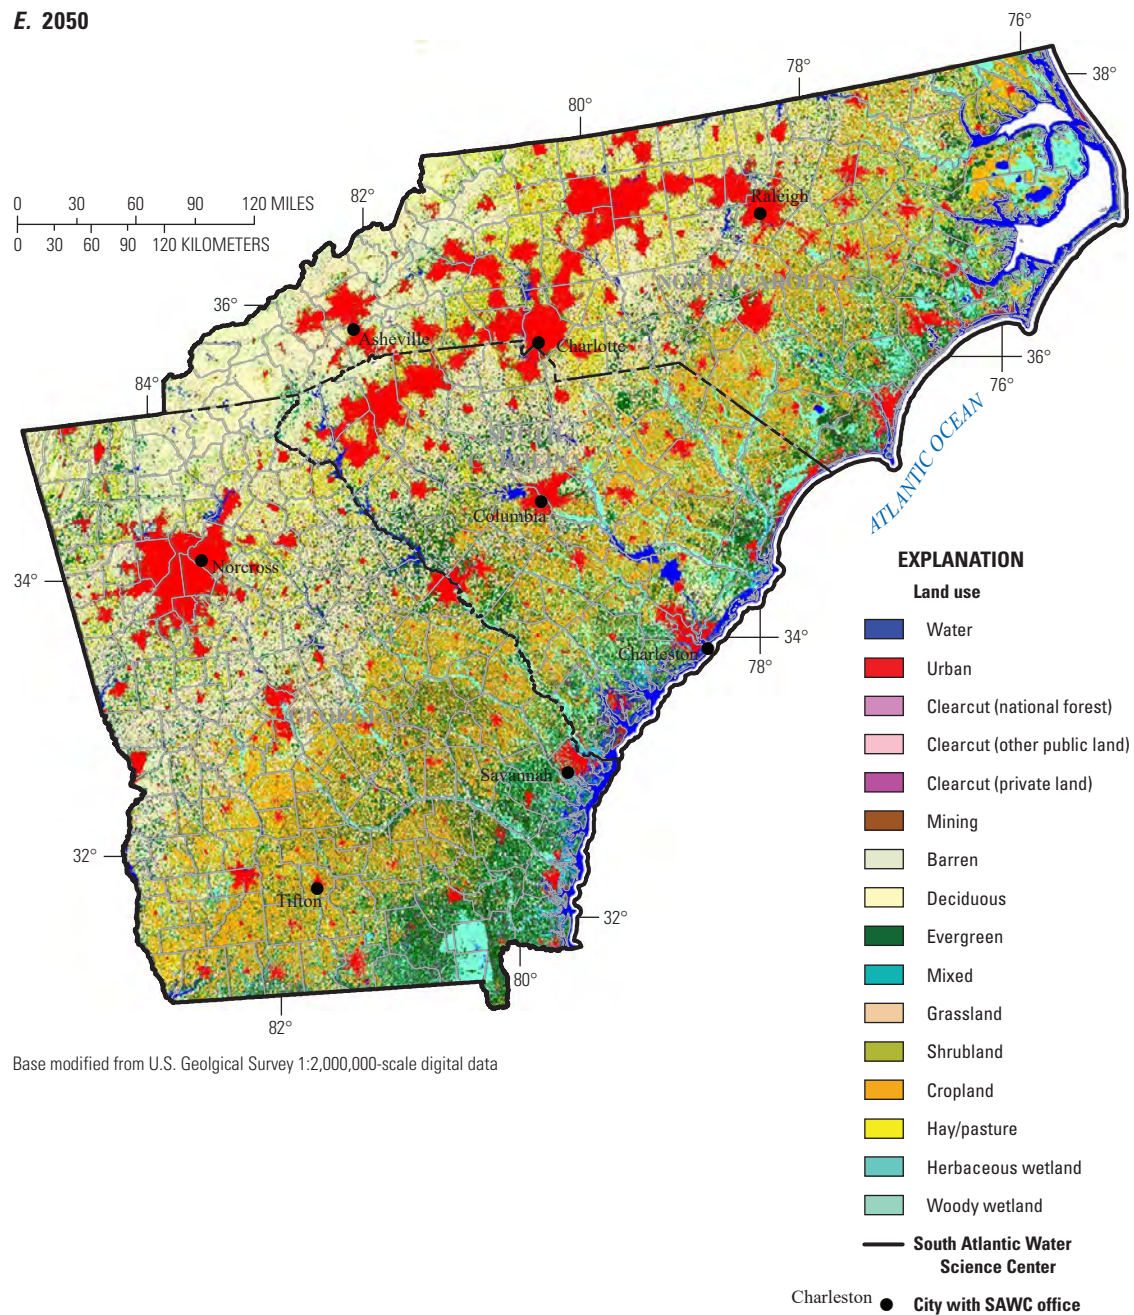 E. 2050
76°
38°
78°
80°
0 30 60 90 120 MILES
0 30 60 90 120 KILOMETERS
82°
Raleigh
NORTH CAROLINA
36°
Asheville
Charlotte
36°
76°
84°
ATLANTIC OCEAN
Columbia
Norcross
34°
34°
Charleston
78°
Savannah
32°
Tifton
32°
80°
82°
Base modified from U.S. Geolgical Survey 1:2,000,000-scale digital data
EXPLANATION
Land use
Water
Urban
Clearcut (national forest)
Clearcut (other public land)
Clearcut (private land)
Mining
Barren
Deciduous
Evergreen
Mixed
Grassland
Shrubland
Cropland
Hay/pasture
Herbaceous wetland
Woody wetland
South Atlantic Water
Science Center
Charleston City with SAWC office